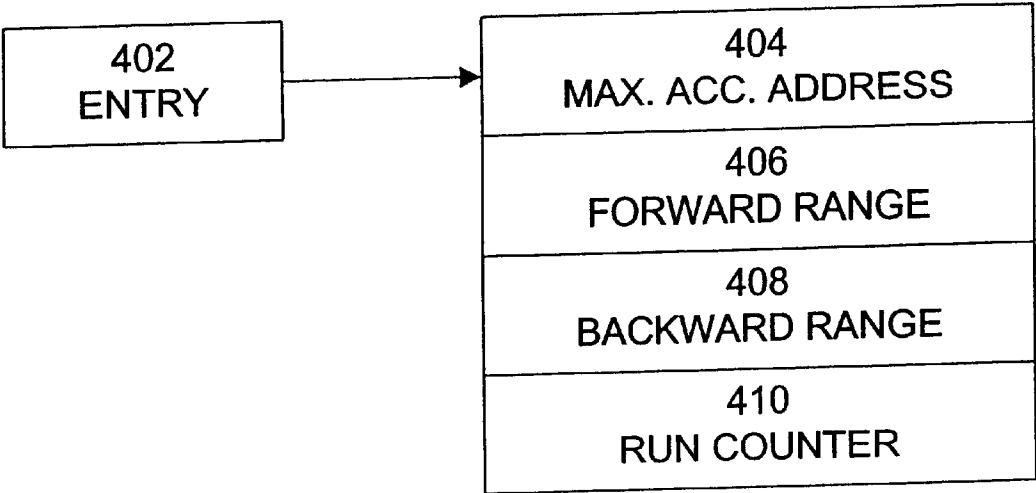 402
ENTRY
404
MAX. ACC. ADDRESS
406
FORWARD RANGE
408
BACKWARD RANGE
410
RUN COUNTER